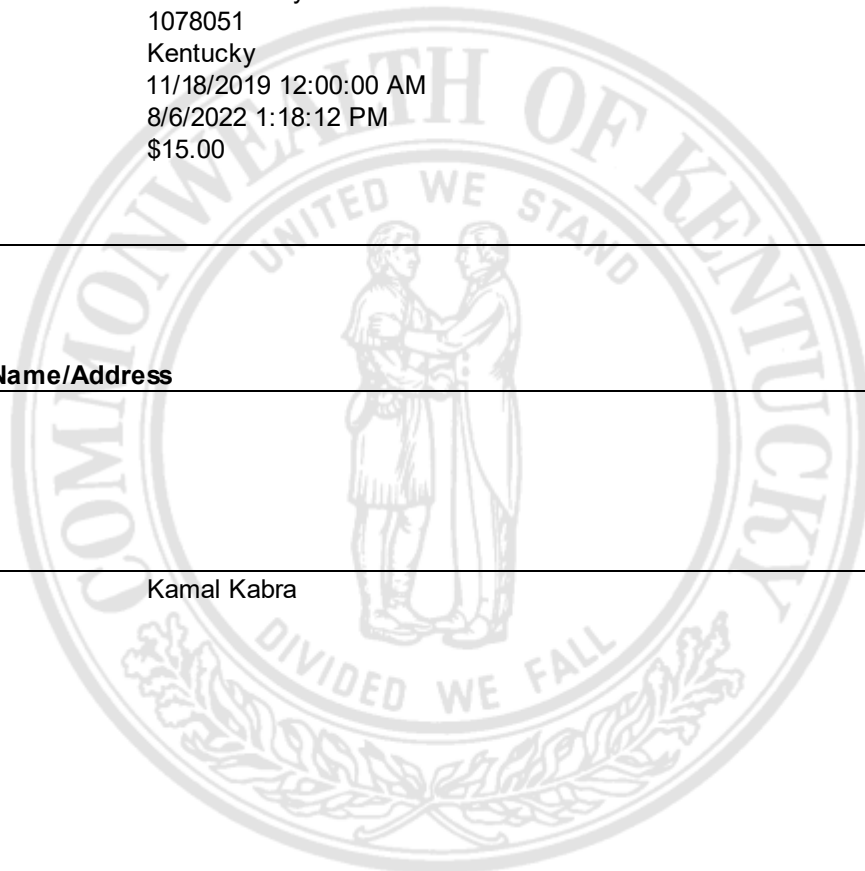 1078051
Kentucky
11/18/2019 12:00:00 AM
8/6/2022 1:18:12 PM
$15.00
COMMONWEALTH OF KENTUCKY
UNITED WE STAND
Name/Address
Kamal Kabra
DIVIDED WE FALL